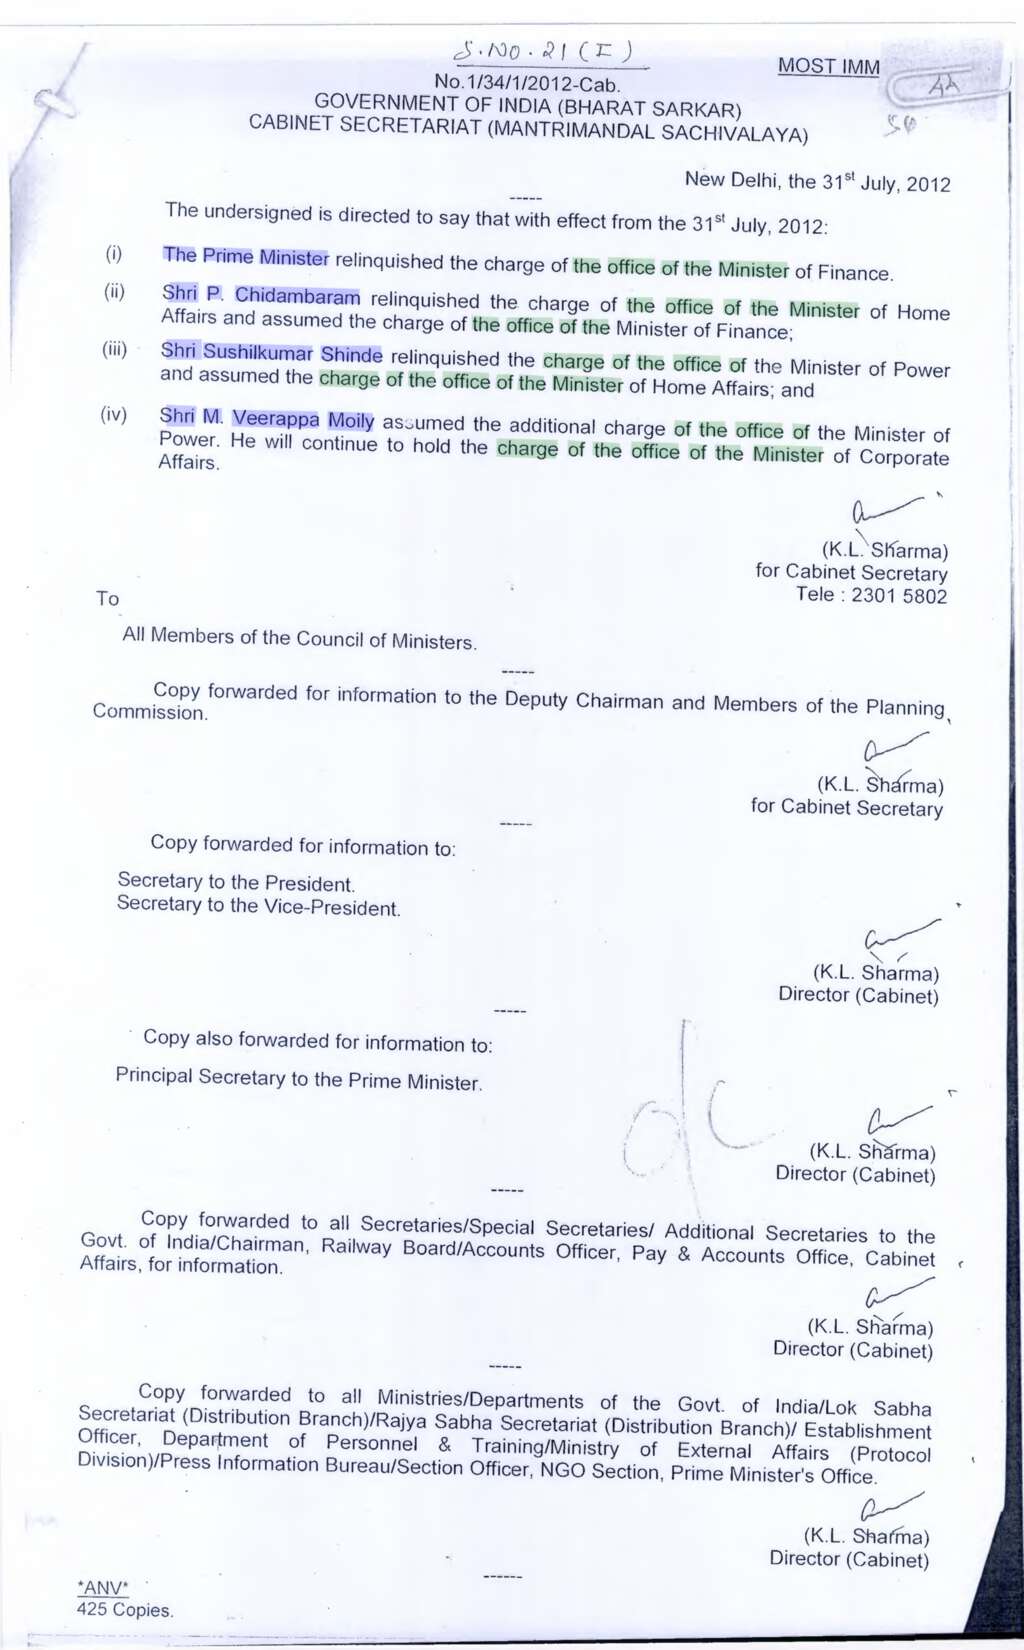 S.NO.21 (I)
MOST IMM
AA
No.1/34/1/2012-Cab.
GOVERNMENT OF INDIA (BHARAT SARKAR)
CABINET SECRETARIAT (MANTRIMANDAL SACHIVALAYA)
New Delhi, the 31st July, 2012
-----
The undersigned is directed to say that with effect from the 31st July, 2012:
(i) The Prime Minister relinquished the charge of the office of the Minister of Finance.
(ii) Shri P. Chidambaram relinquished the charge of the office of the Minister of Home
Affairs and assumed the charge of the office of the Minister of Finance;
(iii) Shri Sushilkumar Shinde relinquished the charge of the office of the Minister of Power
and assumed the charge of the office of the Minister of Home Affairs; and
(iv) Shri M. Veerappa Moily assumed the additional charge of the office of the Minister of
Power. He will continue to hold the charge of the office of the Minister of Corporate
Affairs.
(K.L. Sharma)
for Cabinet Secretary
Tele : 2301 5802
To
All Members of the Council of Ministers.
-----
Copy forwarded for information to the Deputy Chairman and Members of the Planning
Commission.
(K.L. Sharma)
for Cabinet Secretary
-----
Copy forwarded for information to:
Secretary to the President.
Secretary to the Vice-President.
(K.L. Sharma)
Director (Cabinet)
-----
Copy also forwarded for information to:
Principal Secretary to the Prime Minister.
(K.L. Sharma)
Director (Cabinet)
-----
Copy forwarded to all Secretaries/Special Secretaries/ Additional Secretaries to the
Govt. of India/Chairman, Railway Board/Accounts Officer, Pay & Accounts Office, Cabinet
Affairs, for information.
(K.L. Sharma)
Director (Cabinet)
-----
Copy forwarded to all Ministries/Departments of the Govt. of India/Lok Sabha
Secretariat (Distribution Branch)/Rajya Sabha Secretariat (Distribution Branch)/ Establishment
Officer, Department of Personnel & Training/Ministry of External Affairs (Protocol
Division)/Press Information Bureau/Section Officer, NGO Section, Prime Minister's Office.
(K.L. Sharma)
Director (Cabinet)
-----
*ANV*
425 Copies.